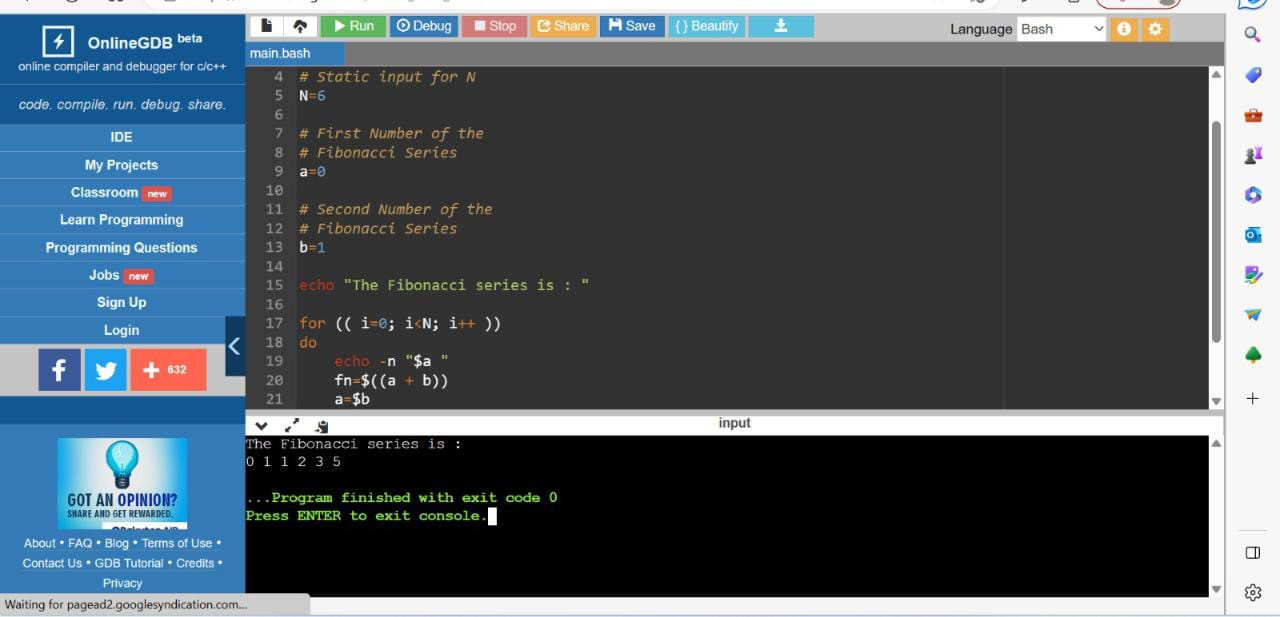 Run
Debug
Stop
Share
Save
{ } Beautify
Language Bash
OnlineGDB beta
online compiler and debugger for c/c++
code. compile. run. debug. share.
IDE
My Projects
Classroom new
Learn Programming
Programming Questions
Jobs new
Sign Up
Login
f
+ 632
GOT AN OPINION?
SHARE AND GET REWARDED.
About • FAQ • Blog • Terms of Use •
Contact Us • GDB Tutorial • Credits •
Privacy
Waiting for pagead2.googlesyndication.com...
main.bash
4 # Static input for N
5 N=6
6
7 # First Number of the
8 # Fibonacci Series
9 a=0
10
11 # Second Number of the
12 # Fibonacci Series
13 b=1
14
15 echo "The Fibonacci series is : "
16
17 for (( i=0; i<N; i++ ))
18 do
19 echo -n "$a "
20 fn=$((a + b))
21 a=$b
input
The Fibonacci series is :
0 1 1 2 3 5
...Program finished with exit code 0
Press ENTER to exit console.